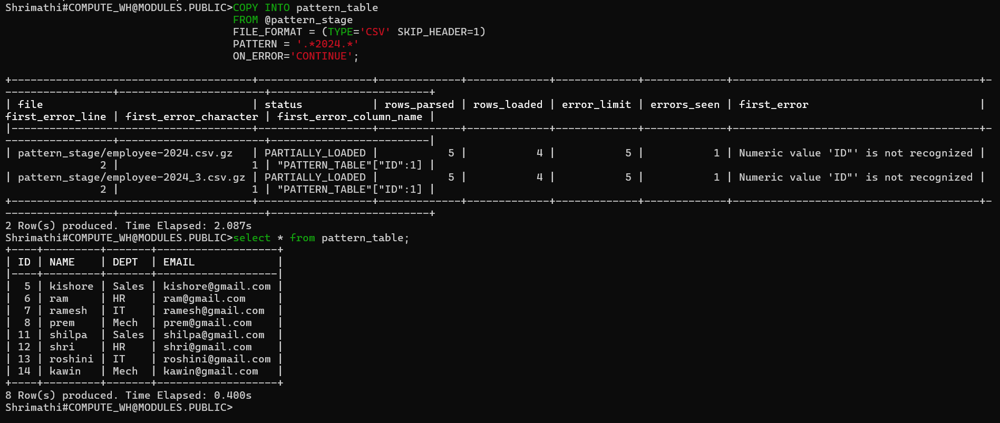 Shrimathi#COMPUTE_WH@MODULES.PUBLIC>COPY INTO pattern_table
                                    FROM @pattern_stage
                                    FILE_FORMAT = (TYPE='CSV' SKIP_HEADER=1)
                                    PATTERN = '.*2024.*'
                                    ON_ERROR='CONTINUE';
+--------------------------------------+------------------+-------------+-------------+-------------+-------------+---------------------------------------+-
-----------------+-----------------------+-------------------------+
| file                                 | status           | rows_parsed | rows_loaded | error_limit | errors_seen | first_error                           |
first_error_line | first_error_character | first_error_column_name |
|--------------------------------------+------------------+-------------+-------------+-------------+-------------+---------------------------------------+-
-----------------+-----------------------+-------------------------|
| pattern_stage/employee-2024.csv.gz   | PARTIALLY_LOADED |           5 |           4 |           5 |           1 | Numeric value 'ID"' is not recognized |
               2 |                     1 | "PATTERN_TABLE"["ID":1] |
| pattern_stage/employee-2024_3.csv.gz | PARTIALLY_LOADED |           5 |           4 |           5 |           1 | Numeric value 'ID"' is not recognized |
               2 |                     1 | "PATTERN_TABLE"["ID":1] |
+--------------------------------------+------------------+-------------+-------------+-------------+-------------+---------------------------------------+-
-----------------+-----------------------+-------------------------+
2 Row(s) produced. Time Elapsed: 2.087s
Shrimathi#COMPUTE_WH@MODULES.PUBLIC>select * from pattern_table;
+----+---------+-------+-------------------+
| ID | NAME    | DEPT  | EMAIL             |
|----+---------+-------+-------------------|
|  5 | kishore | Sales | kishore@gmail.com |
|  6 | ram     | HR    | ram@gmail.com     |
|  7 | ramesh  | IT    | ramesh@gmail.com  |
|  8 | prem    | Mech  | prem@gmail.com    |
| 11 | shilpa  | Sales | shilpa@gmail.com  |
| 12 | shri    | HR    | shri@gmail.com    |
| 13 | roshini | IT    | roshini@gmail.com |
| 14 | kawin   | Mech  | kawin@gmail.com   |
+----+---------+-------+-------------------+
8 Row(s) produced. Time Elapsed: 0.400s
Shrimathi#COMPUTE_WH@MODULES.PUBLIC>